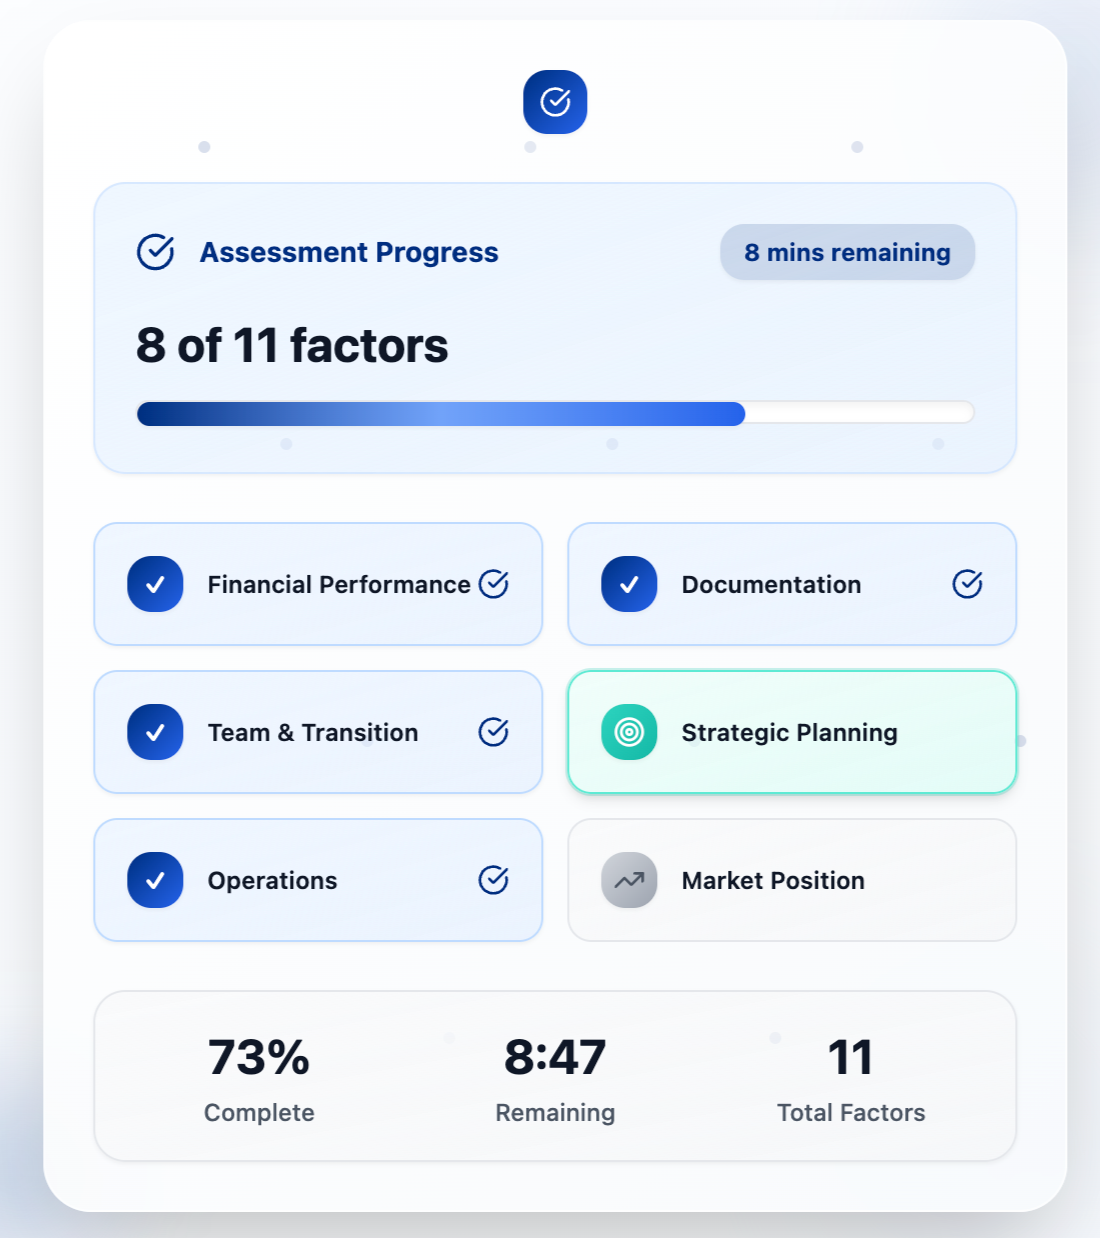 Assessment Progress
8 mins remaining
8 of 11 factors
Financial Performance
Documentation
Team & Transition
Strategic Planning
Operations
Market Position
73%
8:47
11
Complete
Remaining
Total Factors